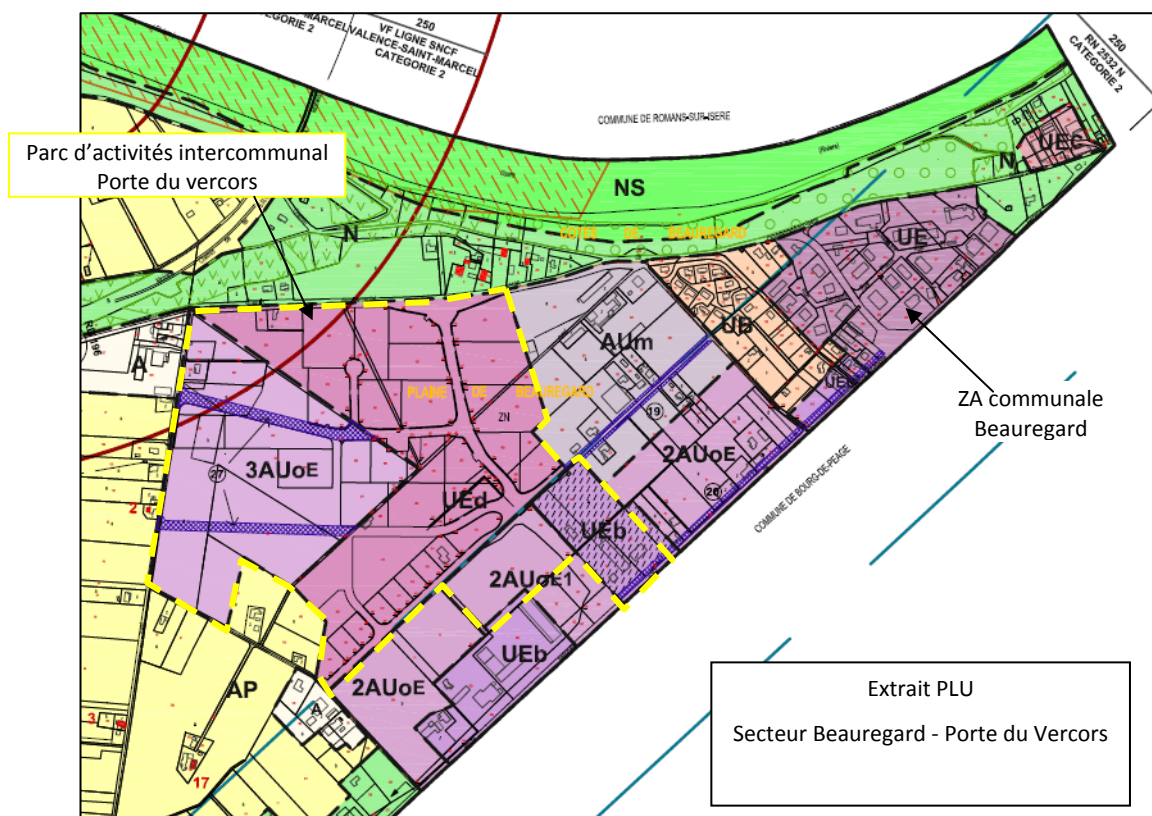 250
VF LIGNE SNCF
MARCEL VALENCE-SAINT-MARCEL
CATEGORIE 2
EGORIE 2
250
RN 2532 N
CATEGORIE 2
COMMUNE DE ROMANS-SUR-ISERE
Parc d’activités intercommunal
Porte du vercors
NS
N
N
UEc
COTES DE BEAUREGARD
UE
UB
AUm
A
PLAINE DE BEAUREGARD
ZN
ZA communale
Beauregard
19
2AUoE
3AUoE
27
UEd
20
COMMUNE DE BOURG-DE-PEAGE
2
UEb
2AUoE1
UEb
AP
2AUoE
A
3
17
Extrait PLU
Secteur Beauregard - Porte du Vercors